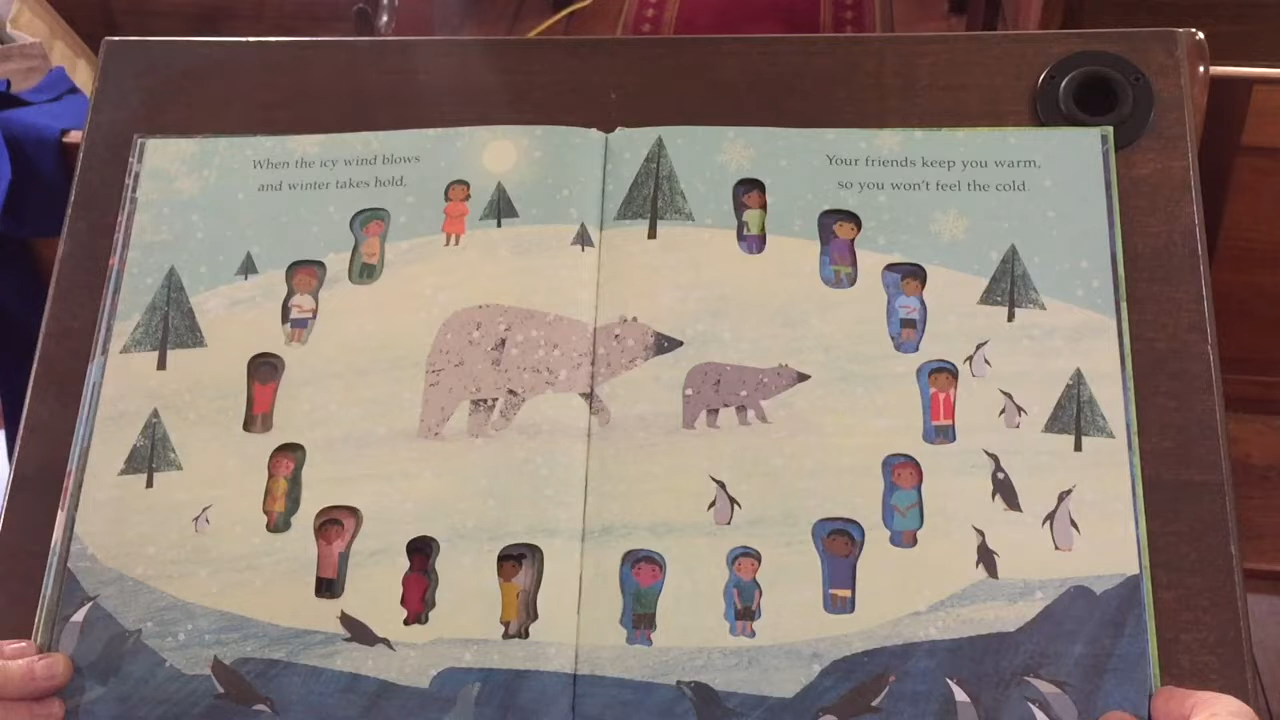 When the icy wind blows
and winter takes hold,
Your friends keep you warm,
so you won't feel the cold.